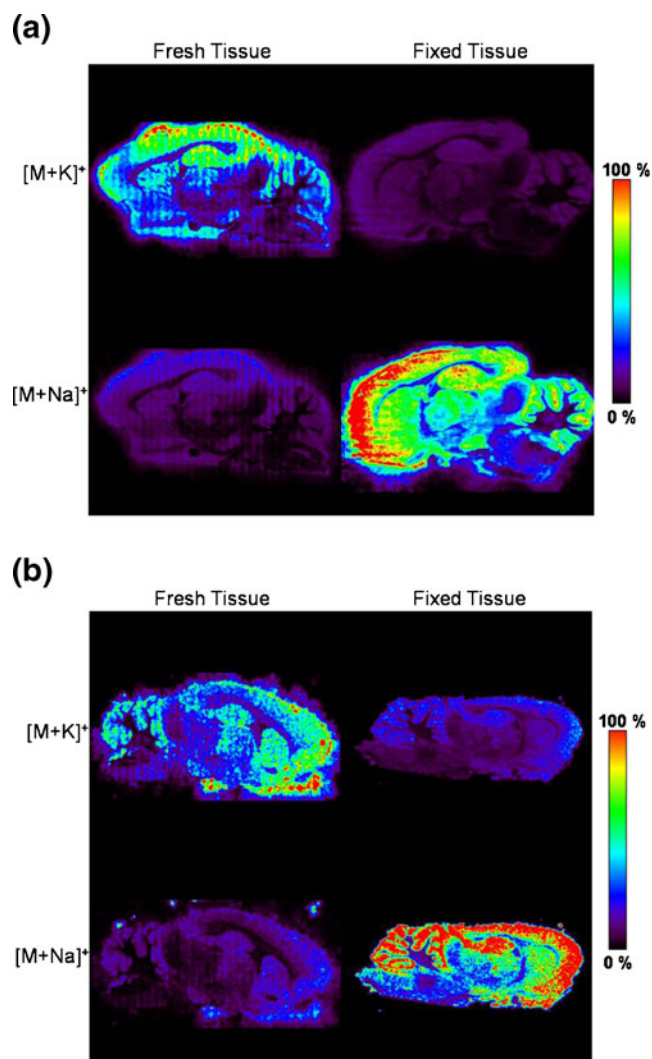 (a)
Fresh Tissue Fixed Tissue
[M+K]⁺
100 %
[M+Na]⁺
0 %
(b)
Fresh Tissue Fixed Tissue
[M+K]⁺
100 %
[M+Na]⁺
0 %